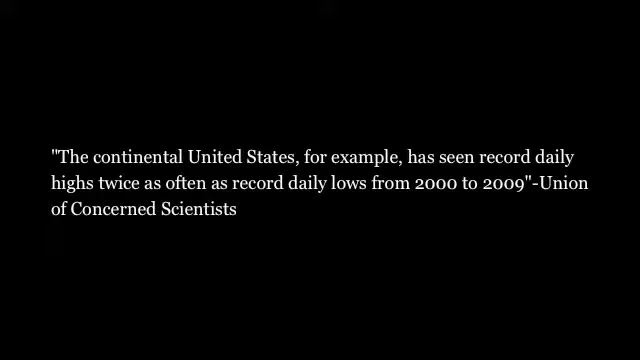 "The continental United States, for example, has seen record daily
highs twice as often as record daily lows from 2000 to 2009"-Union
of Concerned Scientists